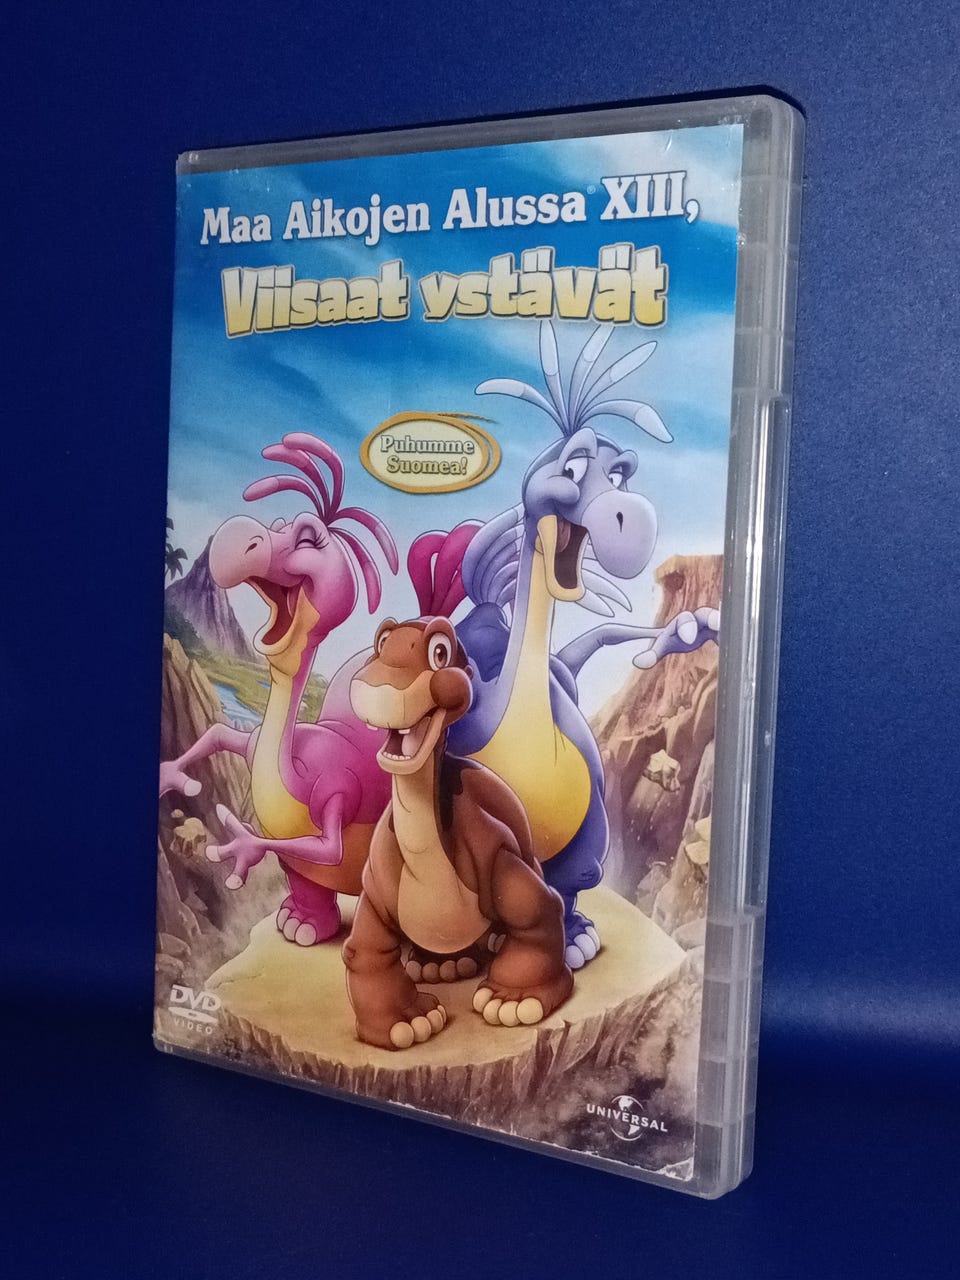 Maa Aikojen Alussa® XIII,
Viisaat ystävät
Puhumme
Suomea!
DVD
VIDEO
UNIVERSAL